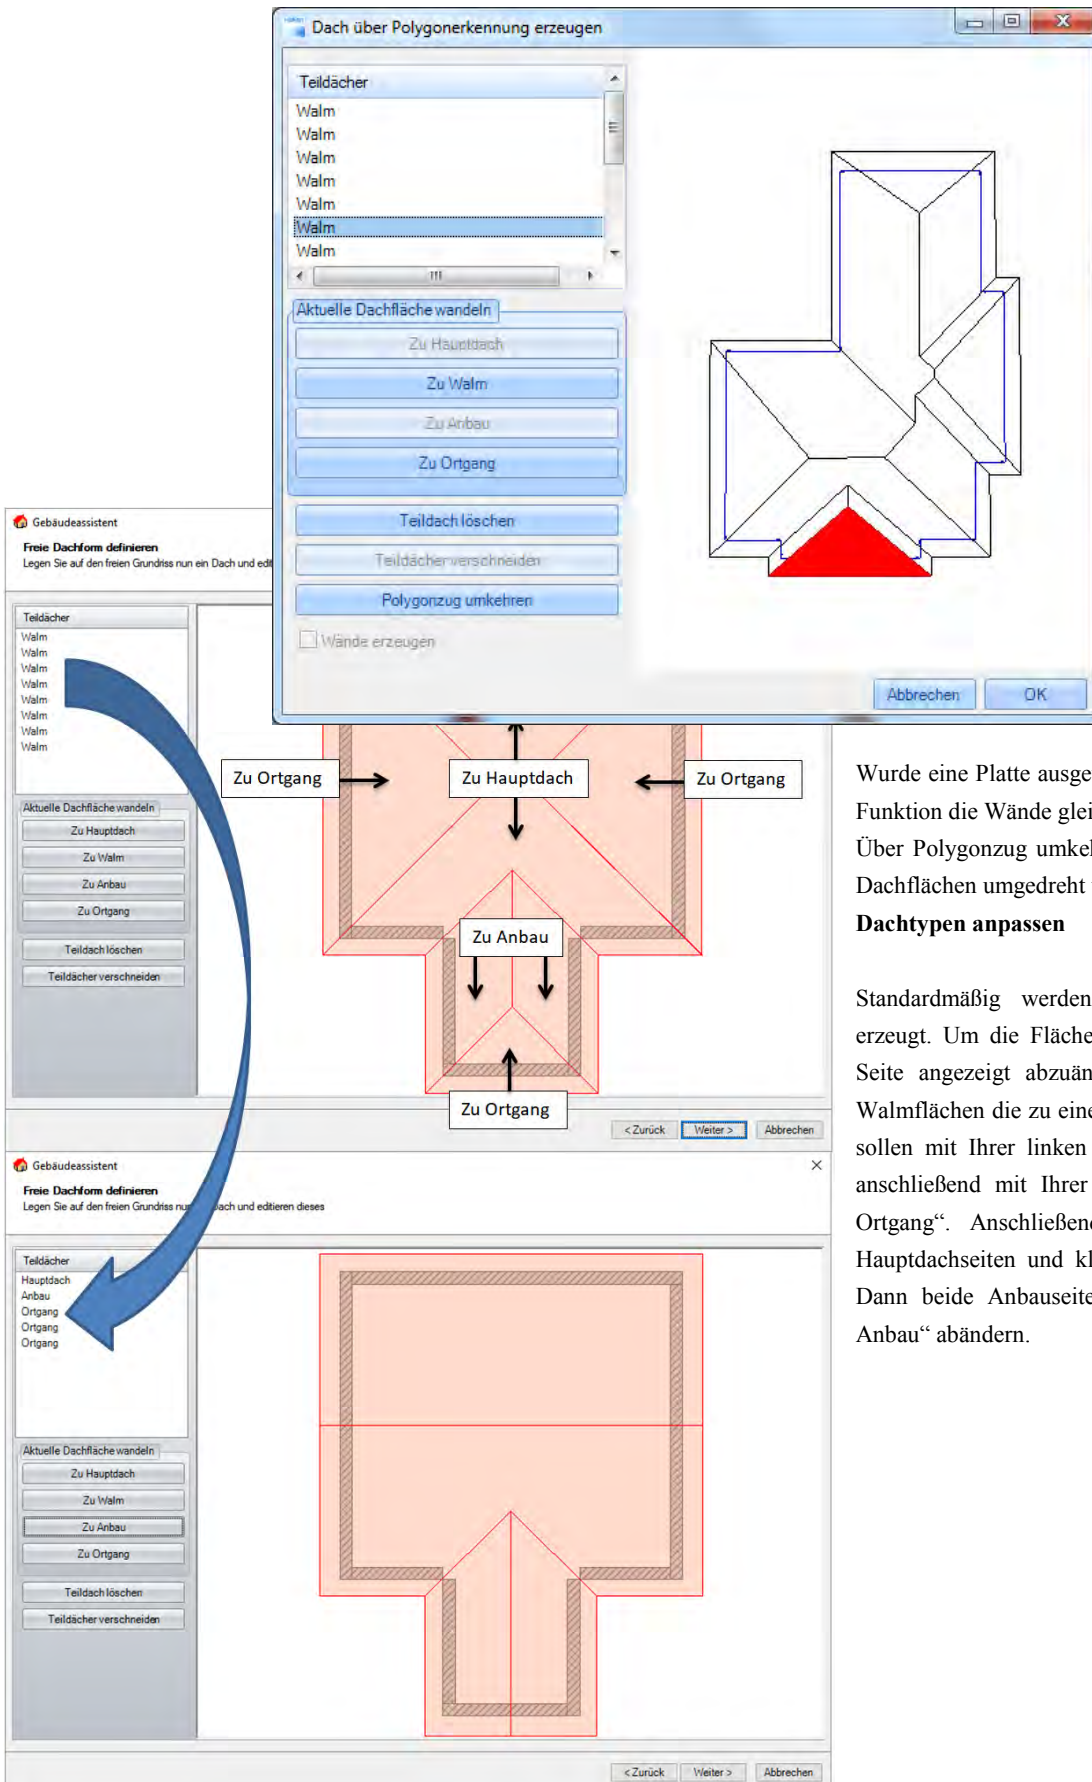 Dach über Polygonerkennung erzeugen
Teildächer
Walm
Walm
Walm
Walm
Walm
Walm
Walm
Aktuelle Dachfläche wandeln
Zu Hauptdach
Zu Walm
Zu Anbau
Zu Ortgang
Teildach löschen
Teildächer verschneiden
Polygonzug umkehren
Wände erzeugen
Abbrechen
OK
Gebäudeassistent
Freie Dachform definieren
Legen Sie auf den freien Grundriss nun ein Dach und edit
Teildächer
Walm
Walm
Walm
Walm
Walm
Walm
Walm
Walm
Aktuelle Dachfläche wandeln
Zu Hauptdach
Zu Walm
Zu Anbau
Zu Ortgang
Teildach löschen
Teildächer verschneiden
Zu Ortgang
Zu Hauptdach
Zu Ortgang
Zu Anbau
Zu Ortgang
< Zurück
Weiter >
Abbrechen
Gebäudeassistent
Freie Dachform definieren
Legen Sie auf den freien Grundriss nun ach und editieren dieses
Teildächer
Hauptdach
Anbau
Ortgang
Ortgang
Ortgang
Aktuelle Dachfläche wandeln
Zu Hauptdach
Zu Walm
Zu Anbau
Zu Ortgang
Teildach löschen
Teildächer verschneiden
< Zurück
Weiter >
Abbrechen
Wurde eine Platte ausge
Funktion die Wände glei
Über Polygonzug umkel
Dachflächen umgedreht
Dachtypen anpassen
Standardmäßig werden
erzeugt. Um die Fläche
Seite angezeigt abzuän
Walmflächen die zu eine
sollen mit Ihrer linken
anschließend mit Ihrer
Ortgang“. Anschließend
Hauptdachseiten und kl
Dann beide Anbauseite
Anbau“ abändern.